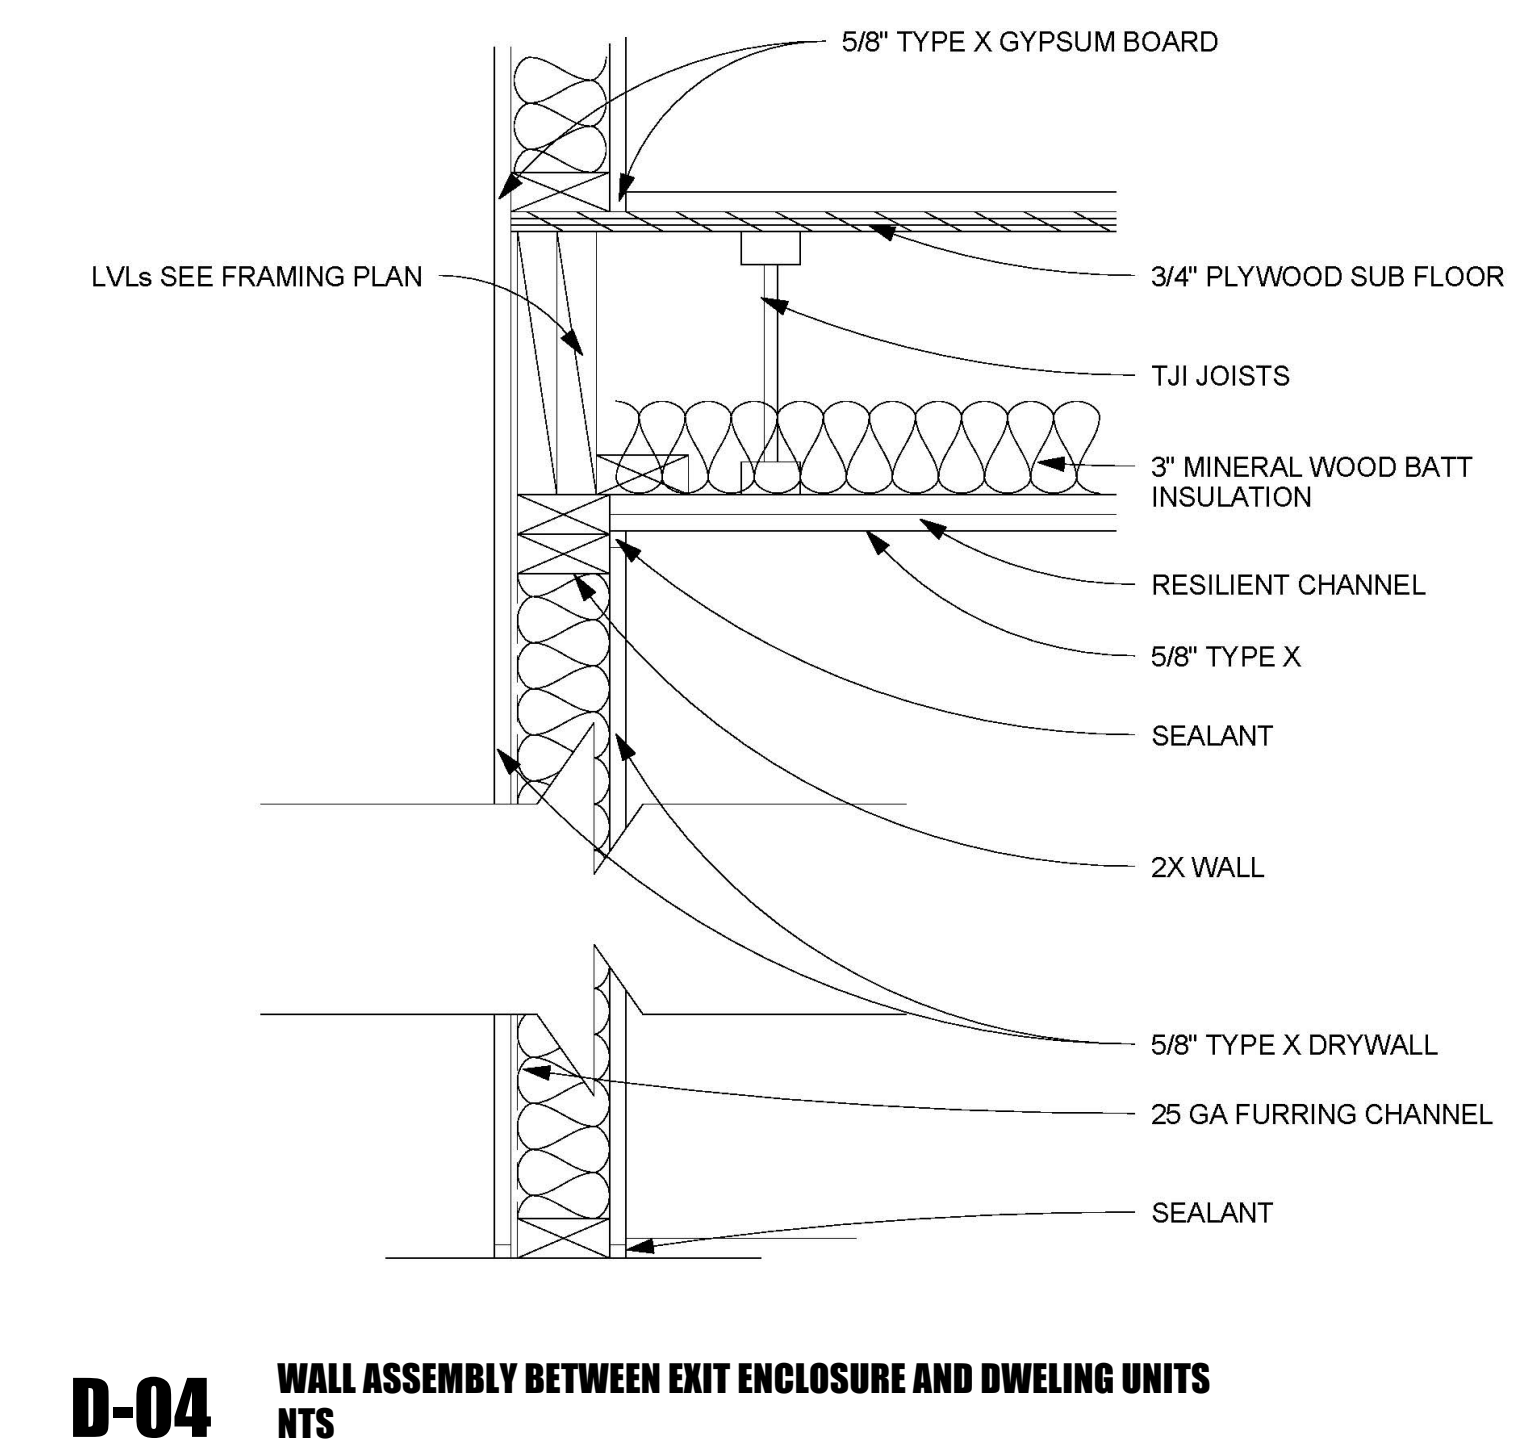 5/8" TYPE X GYPSUM BOARD
LVLs SEE FRAMING PLAN
3/4" PLYWOOD SUB FLOOR
TJI JOISTS
3" MINERAL WOOD BATT
INSULATION
RESILIENT CHANNEL
5/8" TYPE X
SEALANT
2X WALL
5/8" TYPE X DRYWALL
25 GA FURRING CHANNEL
SEALANT
D-04
WALL ASSEMBLY BETWEEN EXIT ENCLOSURE AND DWELING UNITS
NTS